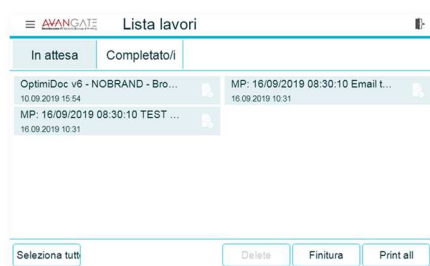 AVANGATE
Lista lavori
In attesa
Completato/i
OptimiDoc v6 - NOBRAND - Bro...
10.09.2019 15:54
MP: 16/09/2019 08:30:10 Email t...
16.09.2019 10:31
MP: 16/09/2019 08:30:10 TEST ...
16.09.2019 10:31
Seleziona tutti
Delete
Finitura
Print all